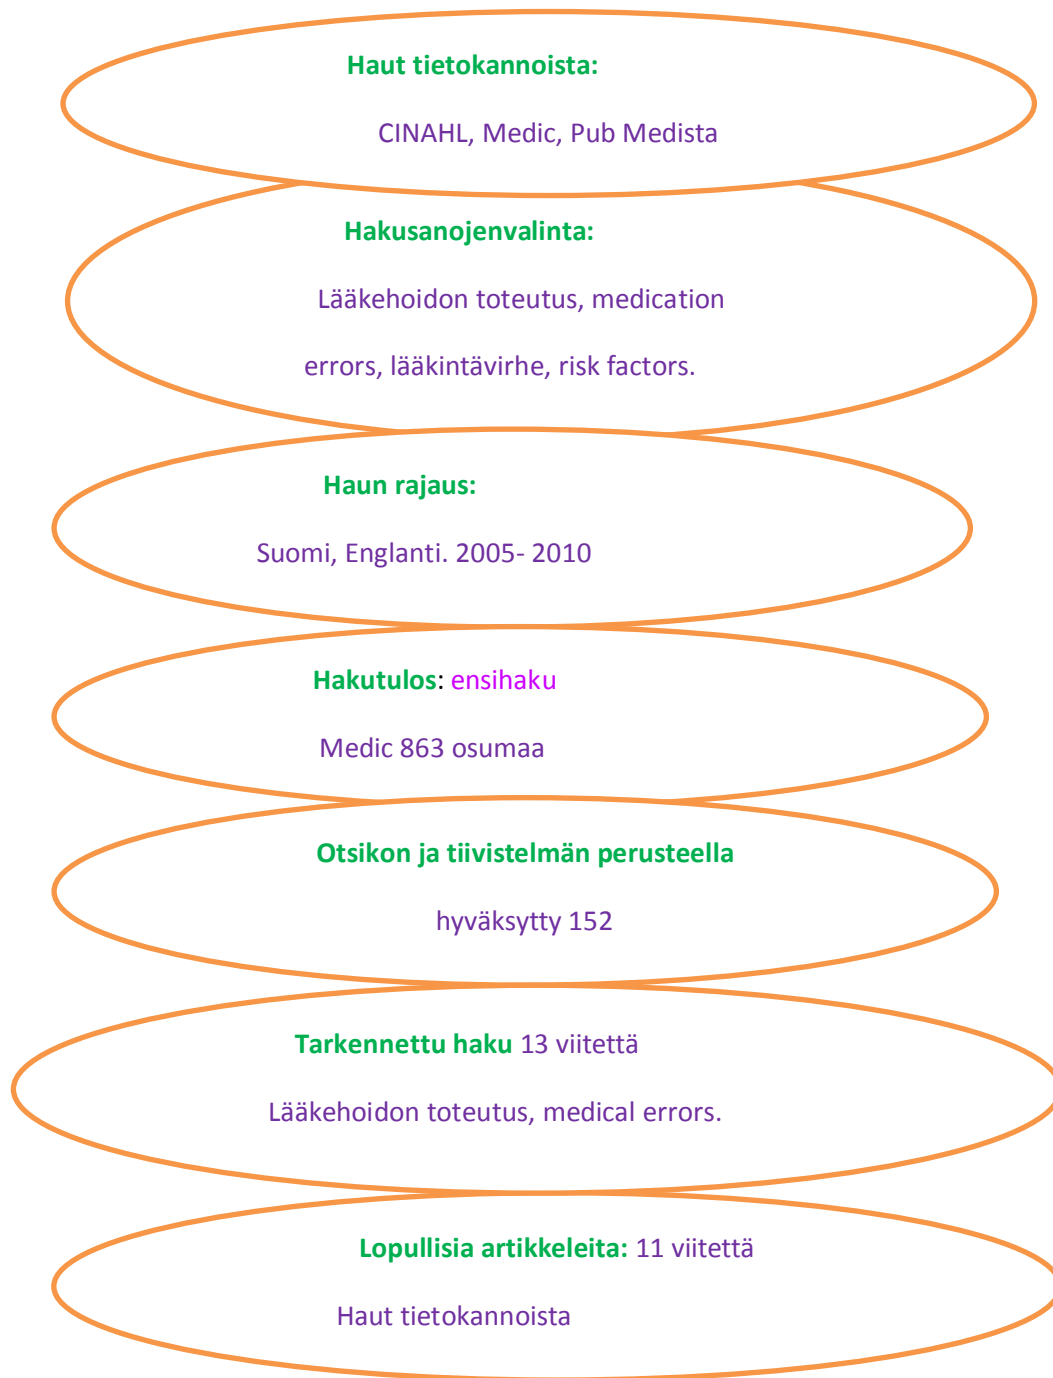 Haut tietokannoista:
CINAHL, Medic, Pub Medista
Hakusanojenvalinta:
Lääkehoidon toteutus, medication
errors, lääkintävirhe, risk factors.
Haun rajaus:
Suomi, Englanti. 2005- 2010
Hakutulos: ensihaku
Medic 863 osumaa
Otsikon ja tiivistelmän perusteella
hyväksytty 152
Tarkennettu haku 13 viitettä
Lääkehoidon toteutus, medical errors.
Lopullisia artikkeleita: 11 viitettä
Haut tietokannoista